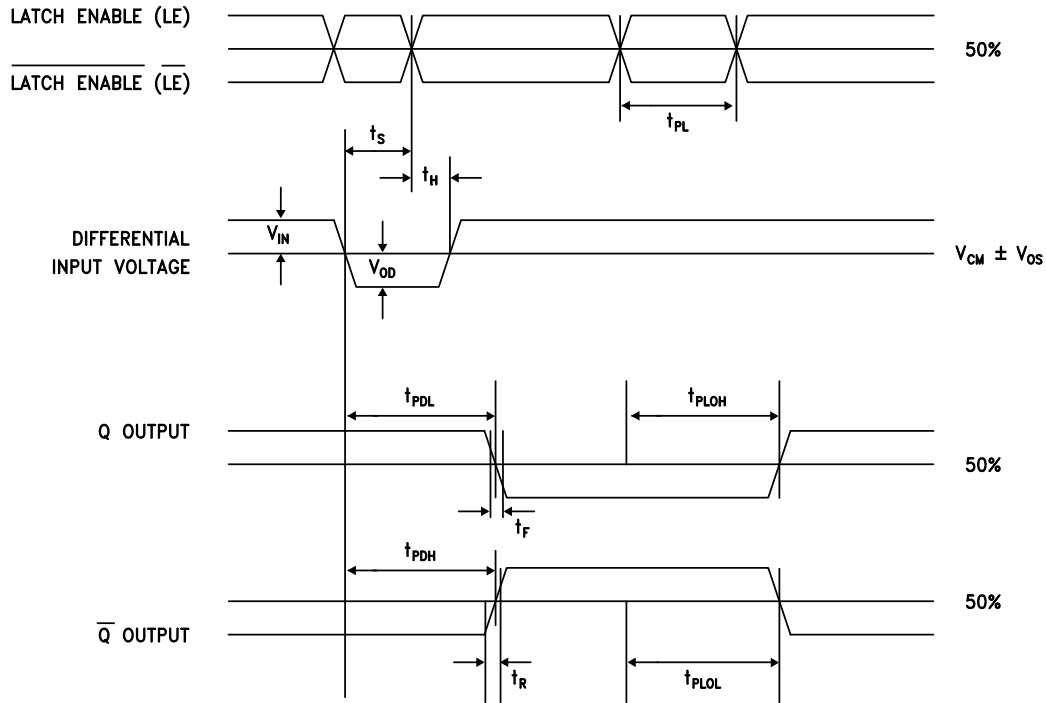 LATCH ENABLE (LE)
50%
LATCH ENABLE (LE)
tPL
tS
tH
VIN
DIFFERENTIAL
INPUT VOLTAGE
VOD
VCM ± VOS
tPDL
tPLOH
Q OUTPUT
50%
tF
tPDH
50%
Q OUTPUT
tR
tPLOL